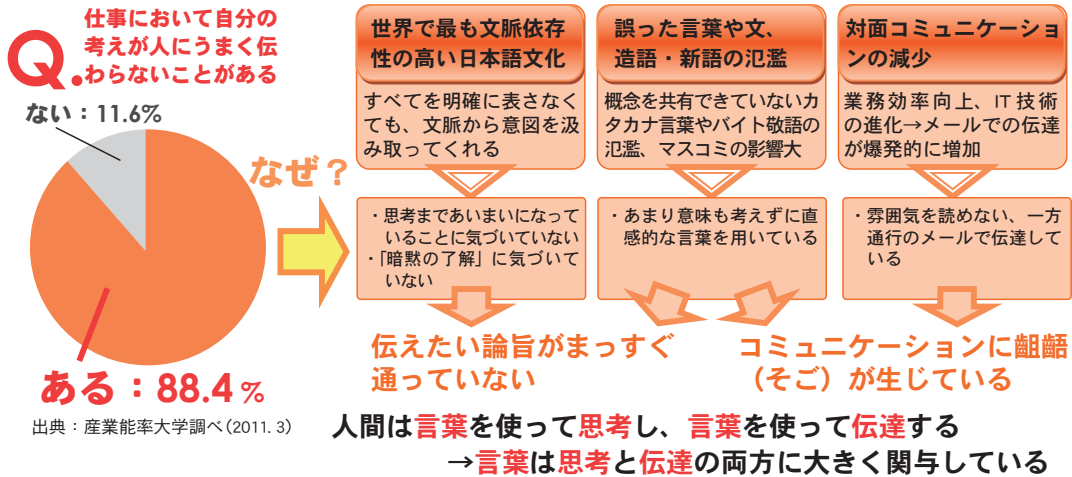 Q.
仕事において自分の
考えが人にうまく伝
わらないことがある
ない：11.6%
ある：88.4%
出典：産業能率大学調べ(2011.3)
なぜ？
世界で最も文脈依存
性の高い日本語文化
すべてを明確に表さなく
ても、文脈から意図を汲
み取ってくれる
・思考まであいまいになって
いることに気づいていない
・「暗黙の了解」に気づいて
いない
誤った言葉や文、
造語・新語の氾濫
概念を共有できていないカ
タカナ言葉やバイト敬語の
氾濫、マスコミの影響大
・あまり意味も考えずに直
感的な言葉を用いている
対面コミュニケーショ
ンの減少
業務効率向上、IT技術
の進化→メールでの伝達
が爆発的に増加
・雰囲気を読めない、一方
通行のメールで伝達して
いる
伝えたい論旨がまっすぐ
通っていない
コミュニケーションに齟齬
（そご）が生じている
人間は言葉を使って思考し、言葉を使って伝達する
→言葉は思考と伝達の両方に大きく関与している